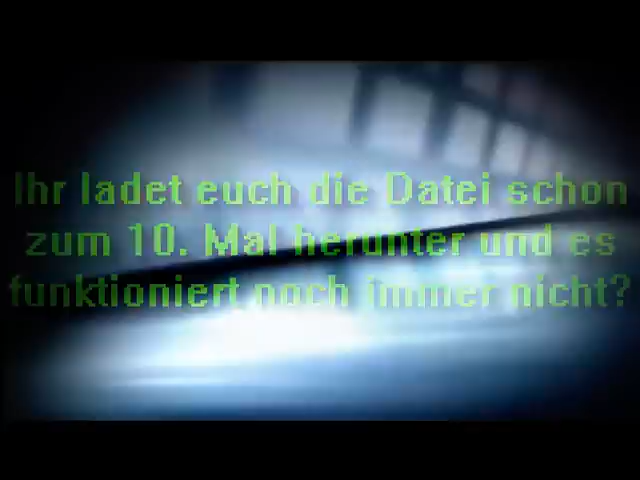 Ihr ladet euch die Datei schon
zum 10. Mal herunter und es
funktioniert noch immer nicht?